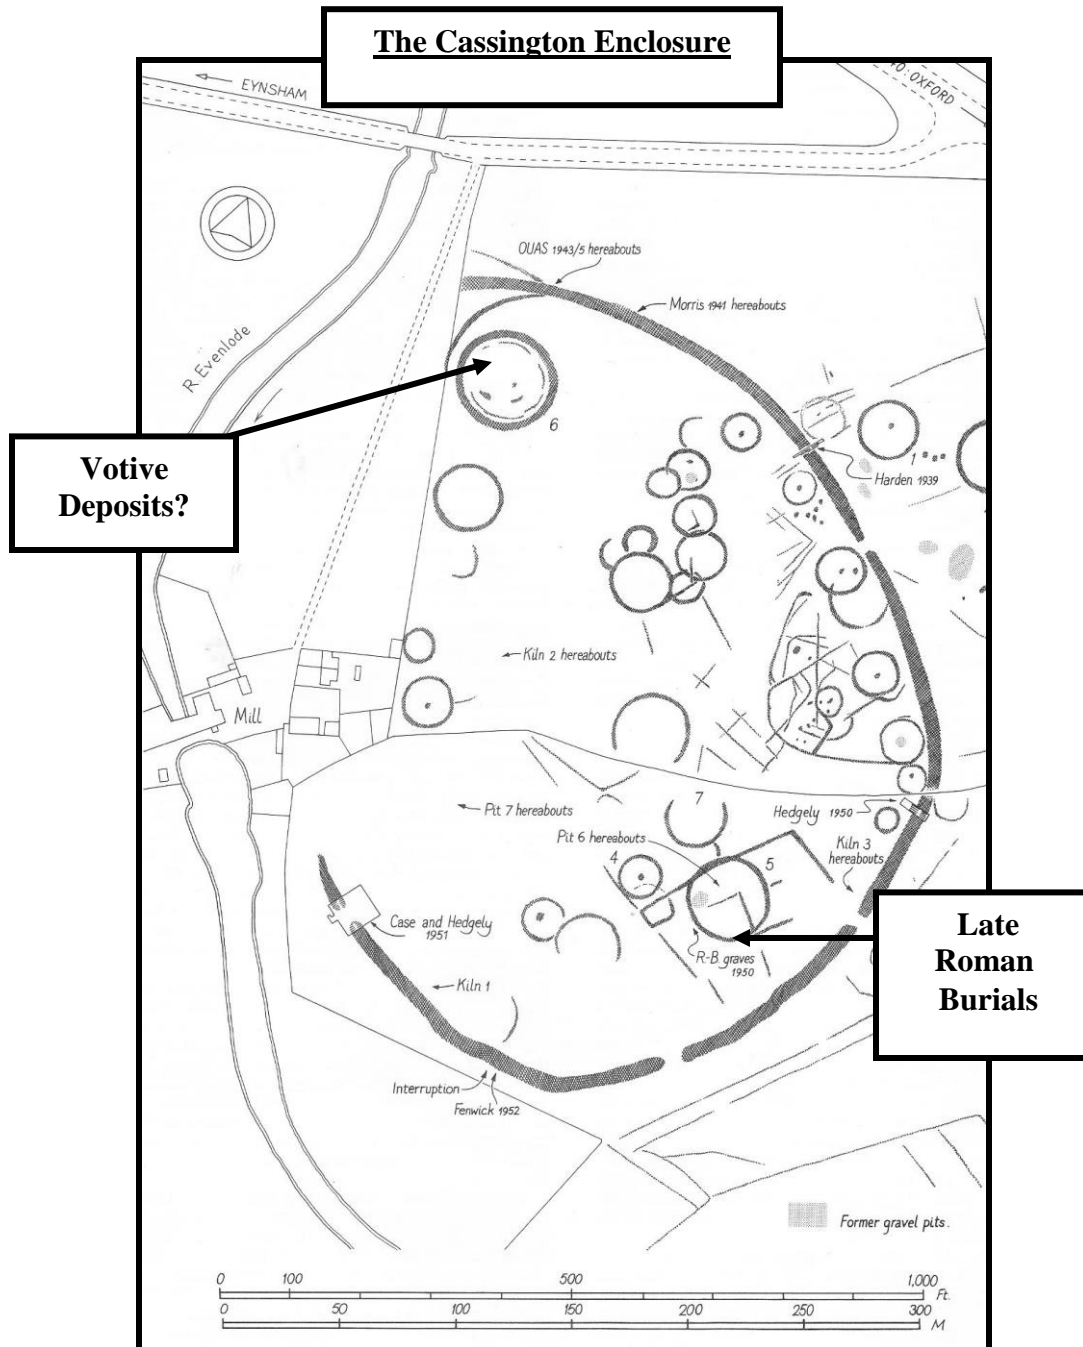 The Cassington Enclosure
EYNSHAM
TO: OXFORD
OUAS 1943/5 hereabouts
Morris 1941 hereabouts
R. Evenlode
6
1
Harden 1939
Votive
Deposits?
Kiln 2 hereabouts
Mill
Pit 7 hereabouts
7
Hedgely 1950
Pit 6 hereabouts
Kiln 3
hereabouts
4
5
Case and Hedgely
1951
R-B. graves
1950
Late
Roman
Burials
Kiln 1
Interruption
Fenwick 1952
Former gravel pits.
0 100 500 1,000
Ft.
0 50 100 150 200 250 300
M